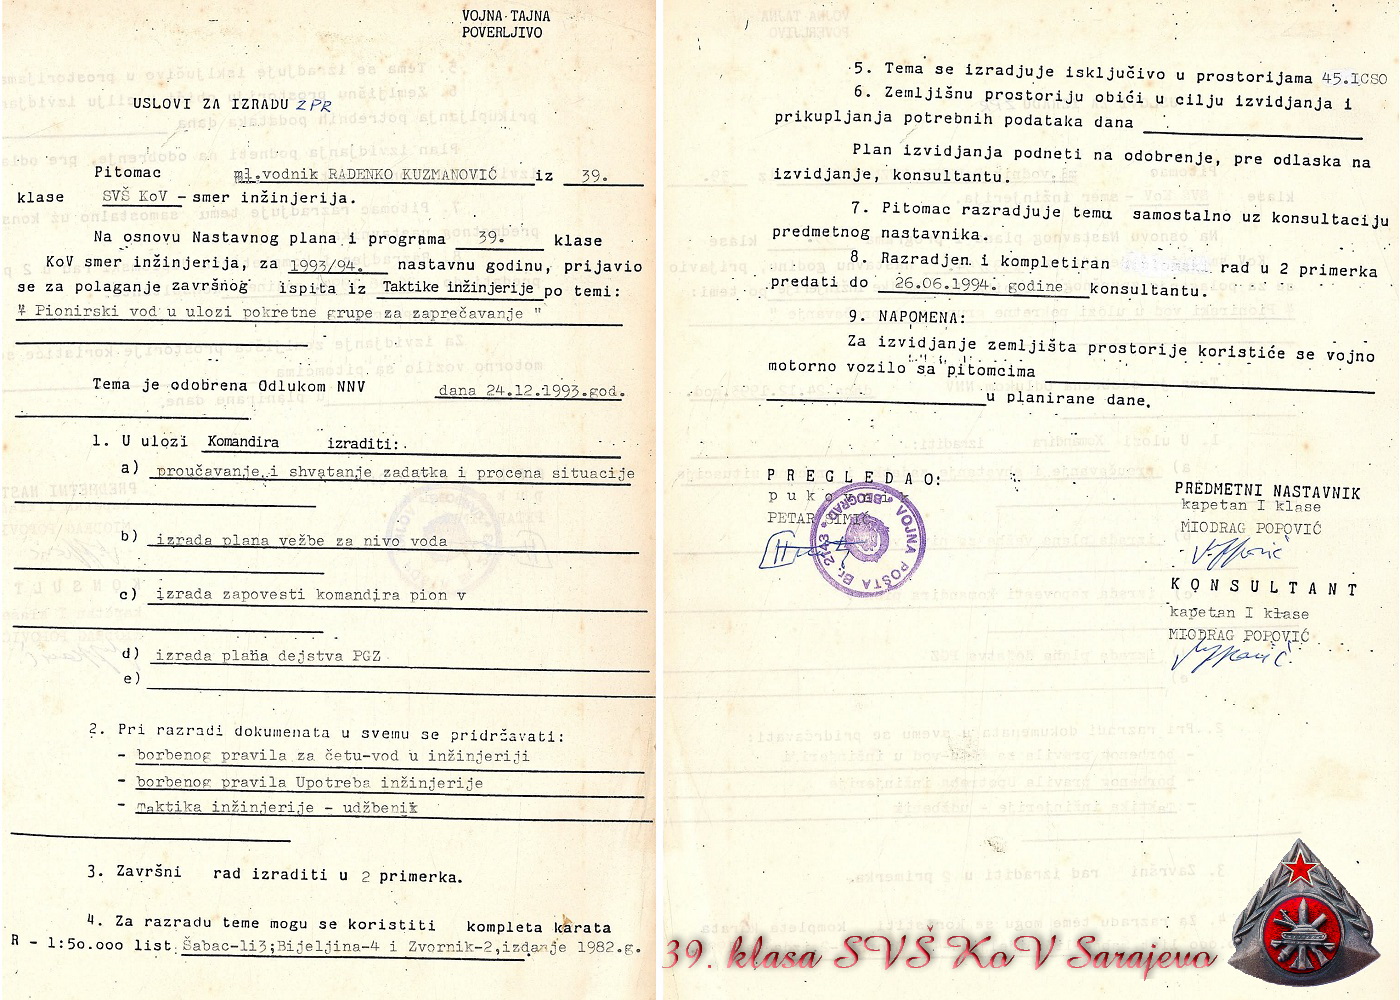 VOJNA TAJNA
POVERLJIVO
USLOVI ZA IZRADU ZPR
Pitomac ml.vodnik RADENKO KUZMANOVIĆ iz 39.
klase SVŠ KoV - smer inžinjerija.
Na osnovu Nastavnog plana i programa 39. klase
KoV smer inžinjerija, za 1993/94. nastavnu godinu, prijavio
se za polaganje završnog ispita iz Taktike inžinjerije po temi:
" Pionirski vod u ulozi pokretne grupe za zaprečavanje "
Tema je odobrena Odlukom NNV dana 24.12.1993.god.
1. U ulozi Komandira izraditi:
a) proučavanje i shvatanje zadatka i procena situacije
b) izrada plana vežbe za nivo voda
c) izrada zapovesti komandira pion v
d) izrada plana dejstva PGZ
e)
2. Pri razradi dokumenata u svemu se pridržavati:
- borbenog pravila za četu-vod u inžinjeriji
- borbenog pravila Upotreba inžinjerije
- Taktika inžinjerije - udžbenik
3. Završni rad izraditi u 2 primerka.
4. Za razradu teme mogu se koristiti kompleta karata
R - 1:50.000 list Šabac-1i3;Bijeljina-4 i Zvornik-2,izdanje 1982.g.
5. Tema se izradjuje isključivo u prostorijama 45.ICSO
6. Zemljišnu prostoriju obići u cilju izvidjanja i
prikupljanja potrebnih podataka dana
Plan izvidjanja podneti na odobrenje, pre odlaska na
izvidjanje, konsultantu.
7. Pitomac razradjuje temu samostalno uz konsultaciju
predmetnog nastavnika.
8. Razradjen i kompletiran rad u 2 primerka
predati do 26.06.1994. godine konsultantu.
9. NAPOMENA:
Za izvidjanje zemljišta prostorije koristiće se vojno
motorno vozilo sa pitomcima
u planirane dane.
PREGLEDAO:
pukovnik
PETAR SIMIĆ
VOJNA POŠTA Br. 2143 BEOGRAD
PREDMETNI NASTAVNIK
kapetan I klase
MIODRAG POPOVIĆ
KONSULTANT
kapetan I klase
MIODRAG POPOVIĆ
39. klasa SVŠ KoV Sarajevo